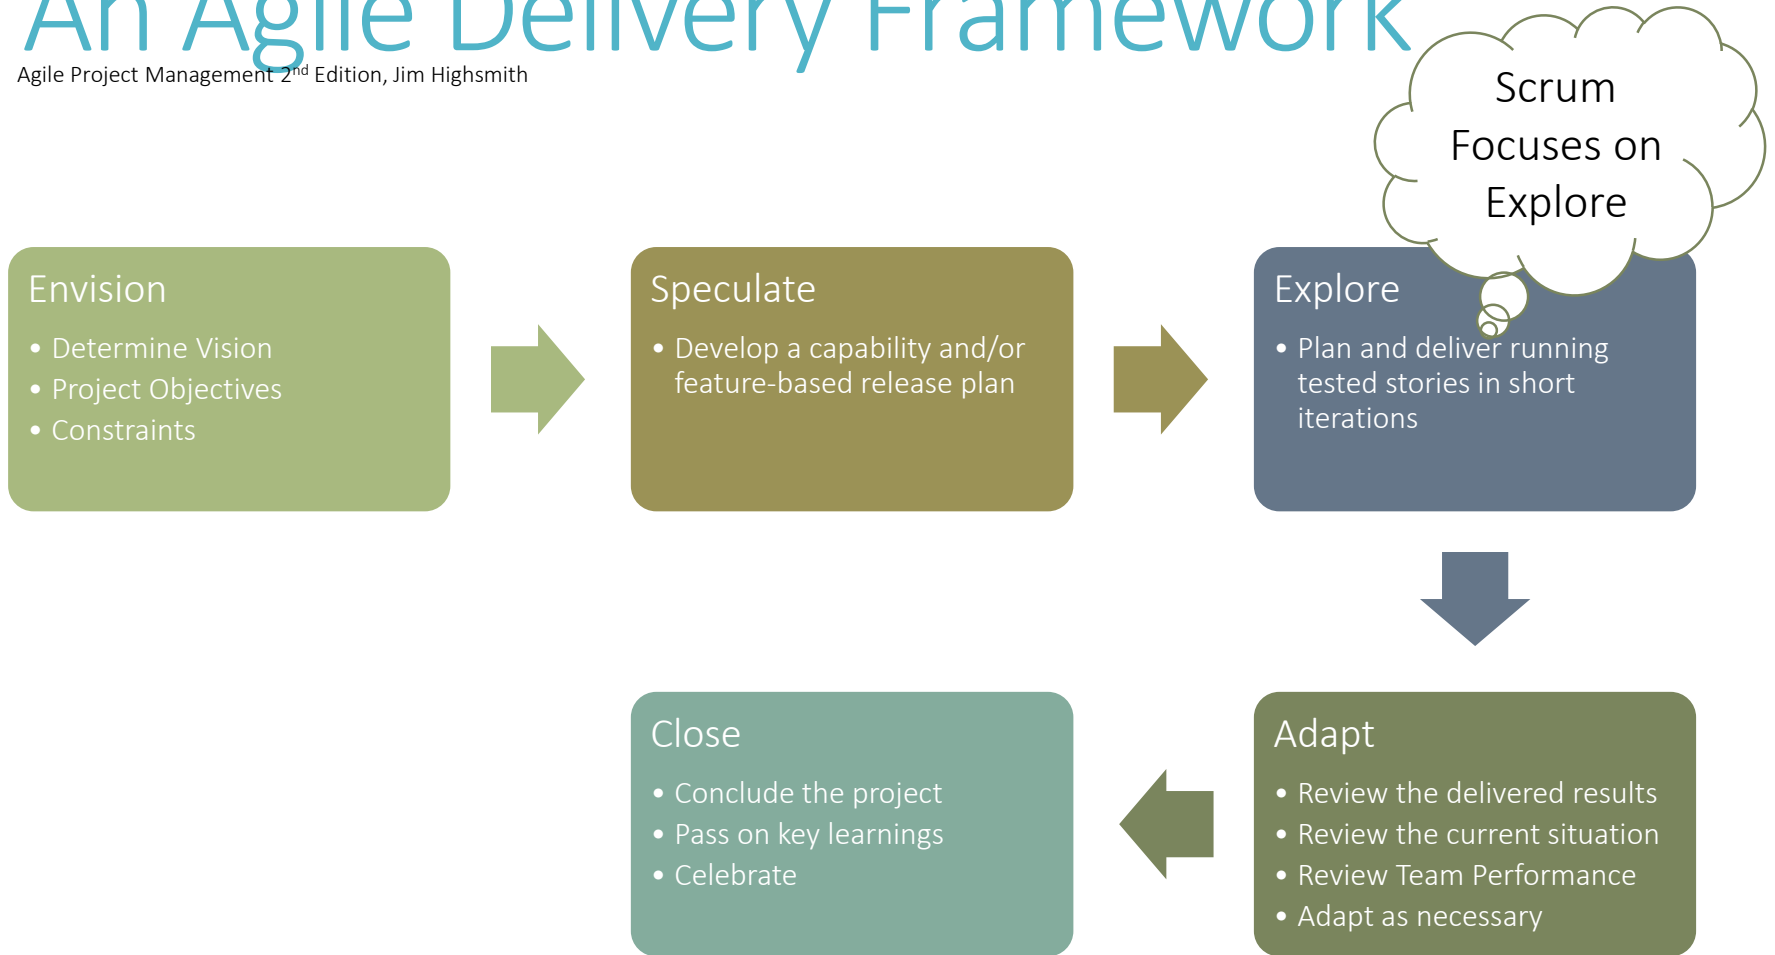 An Agile Delivery Framework
Agile Project Management 2nd Edition, Jim Highsmith
Scrum
Focuses on
Explore
Envision
• Determine Vision
• Project Objectives
• Constraints
Speculate
• Develop a capability and/or
feature-based release plan
Explore
• Plan and deliver running
tested stories in short
iterations
Adapt
• Review the delivered results
• Review the current situation
• Review Team Performance
• Adapt as necessary
Close
• Conclude the project
• Pass on key learnings
• Celebrate